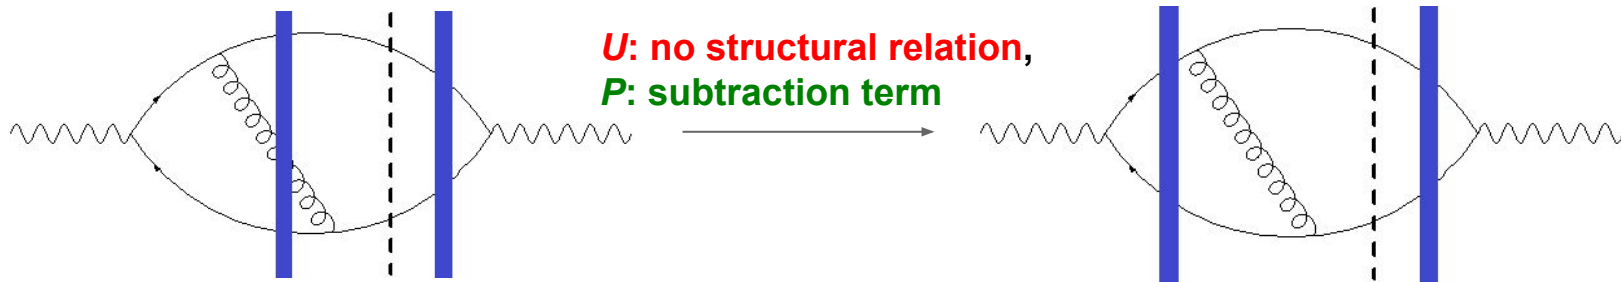 U: no structural relation,
P: subtraction term